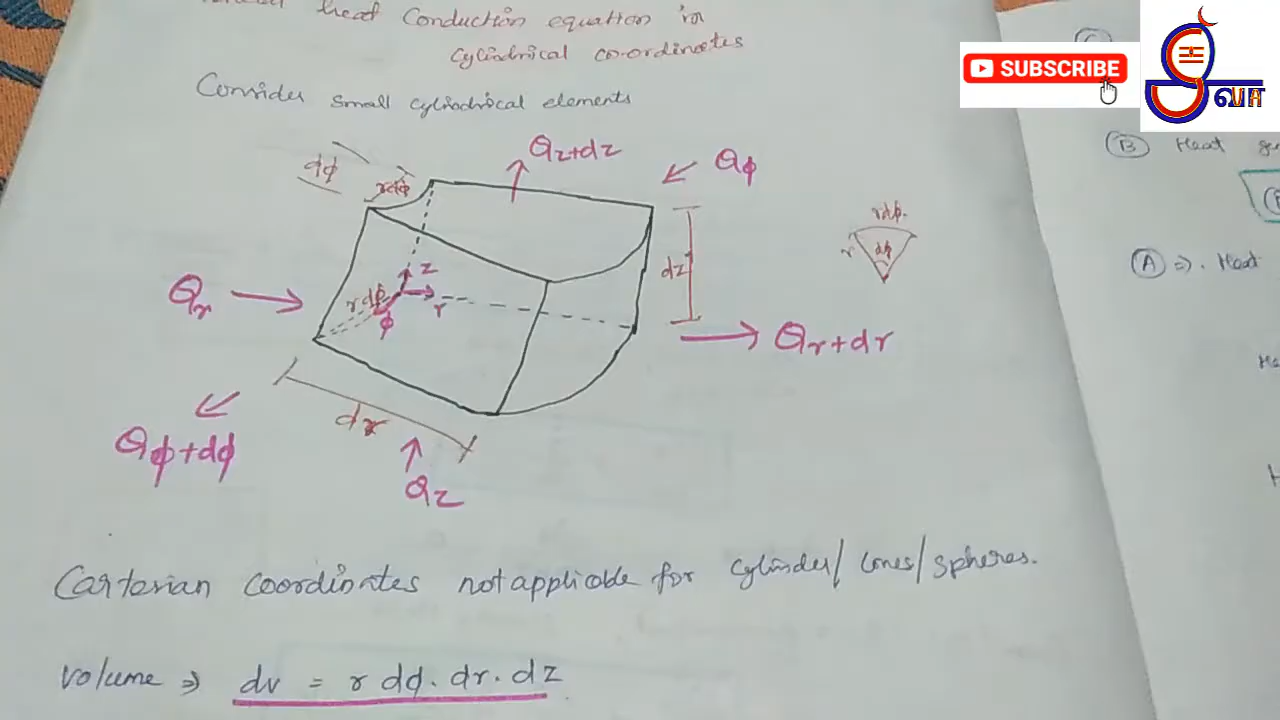 heat Conduction equation in
cylindrical co-ordinates
Consider small cylindrical elements
SUBSCRIBE
சிவா
dϕ
rdϕ
Qz+dz
Qϕ
dz
Qr
rdϕ
z
r
ϕ
Qr+dr
dr
Qϕ+dϕ
Qz
rdϕ.
r
dϕ
(B) Heat
(A) ⇒. Heat
Cartesian coordinates not applicable for cylinder/ cones/spheres.
volume ⇒ dv = r dϕ. dr. dz